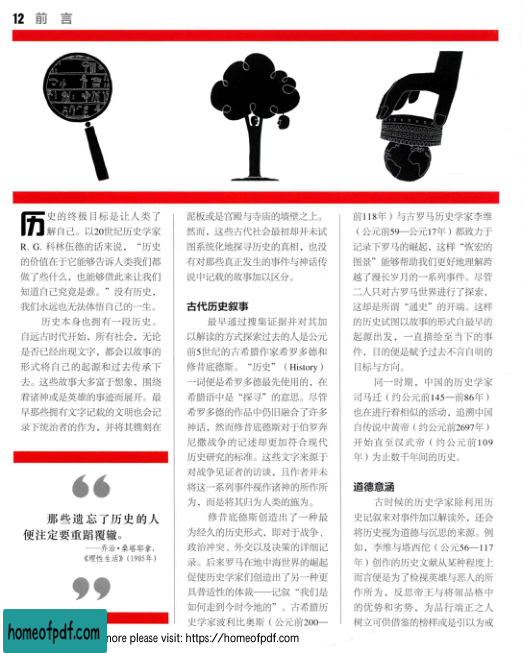 12 前 言
历史的终极目标是让人类了
解自己。以20世纪历史学家
R. G. 科林伍德的话来说，“历史
的价值在于它能够告诉人类我们都
做了些什么，也能够借此来让我们
知道自己究竟是谁。”没有历史，
我们永远也无法体悟自己的一生。
历史本身也拥有一段历史。
自远古时代开始，所有社会，无论
是否已经出现文字，都会以故事的
形式将自己的起源和过去传承下
去。这些故事大多富于想象，围绕
着诸神或是英雄的事迹而展开。最
早那些拥有文字记载的文明也会记
录下统治者的作为，并将其镌刻在
那些遗忘了历史的人
便注定要重蹈覆辙。
——乔治·桑塔耶拿，
《理性生活》（1905年）
泥板或是宫殿与寺庙的墙壁之上。
然而，这些古代社会最初却并未试
图系统化地探寻历史的真相，也没
有对那些真正发生的事件与神话传
说中记载的故事加以区分。
古代历史叙事
最早通过搜集证据并对其加
以解读的方式探索过去的人是公元
前5世纪的古希腊作家希罗多德和
修昔底德斯。“历史”（History）
一词便是希罗多德最先使用的，在
希腊语中是“探寻”的意思。尽管
希罗多德的作品中仍旧融合了许多
神话，然而修昔底德斯对于伯罗奔
尼撒战争的记述却更加符合现代
历史研究的标准。这些文字来源于
对战争见证者的访谈，且作者并未
将这一系列事件视作诸神的所作所
为，而是将其归为人类的施为。
修昔底德斯创造出了一种最
为经久的历史形式，即对于战争、
政治冲突、外交以及决策的详细记
录。后来罗马在地中海世界的崛起
促使历史学家们创造出了另一种更
具普适性的体裁——记叙“我们是
如何走到今时今地的”。古希腊历
史学家波利比奥斯（公元前200—
前118年）与古罗马历史学家李维
（公元前59—公元17年）都致力于
记录下罗马的崛起，这样“恢宏的
图景”能够帮助我们更好地理解跨
越了漫长岁月的一系列事件。尽管
二人只对古罗马世界进行了探索，
这却是所谓“通史”的开端。这样
的历史试图以故事的形式自最早的
起源出发，一直描绘至当下的事
件，目的便是赋予过去不言自明的
目标与方向。
同一时期，中国的历史学家
司马迁（约公元前145—前86年）
也在进行着相似的活动，追溯中国
自传说中黄帝（约公元前2697年）
开始直至汉武帝（约公元前109
年）为止数千年间的历史。
道德意涵
古时候的历史学家除利用历
史记叙来对事件加以解读外，还会
将历史视为道德与沉思的来源。例
如，李维与塔西佗（公元56—117
年）创作的历史文献从某种程度上
而言便是为了检视英雄与恶人的所
作所为，反思帝王与将领品格中
的优势和劣势，为品行端正之人
树立可供借鉴的榜样或是引以为戒
homeofpdf.com
more please visit: https://homeofpdf.com